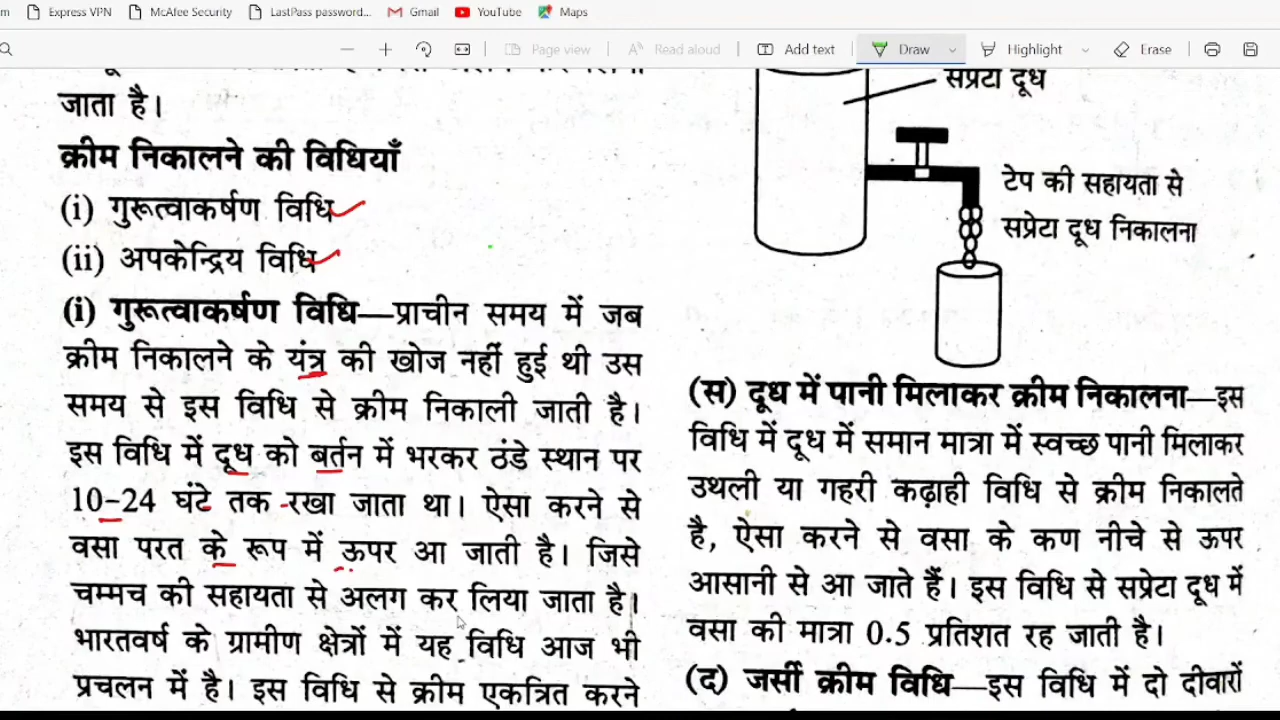 Express VPN
McAfee Security
LastPass password...
Gmail
YouTube
Maps
Page view
Read aloud
Add text
Draw
Highlight
Erase
जाता है।
क्रीम निकालने की विधियाँ
(i) गुरूत्वाकर्षण विधि
(ii) अपकेन्द्रिय विधि
(i) गुरूत्वाकर्षण विधि—प्राचीन समय में जब
क्रीम निकालने के यंत्र की खोज नहीं हुई थी उस
समय से इस विधि से क्रीम निकाली जाती है।
इस विधि में दूध को बर्तन में भरकर ठंडे स्थान पर
10–24 घंटे तक रखा जाता था। ऐसा करने से
वसा परत के रूप में ऊपर आ जाती है। जिसे
चम्मच की सहायता से अलग कर लिया जाता है।
भारतवर्ष के ग्रामीण क्षेत्रों में यह विधि आज भी
प्रचलन में है। इस विधि से क्रीम एकत्रित करने
सप्रेटा दूध
टेप की सहायता से
सप्रेटा दूध निकालना
(स) दूध में पानी मिलाकर क्रीम निकालना—इस
विधि में दूध में समान मात्रा में स्वच्छ पानी मिलाकर
उथली या गहरी कढ़ाही विधि से क्रीम निकालते
है, ऐसा करने से वसा के कण नीचे से ऊपर
आसानी से आ जाते हैं। इस विधि से सप्रेटा दूध में
वसा की मात्रा 0.5 प्रतिशत रह जाती है।
(द) जर्सी क्रीम विधि—इस विधि में दो दीवारों